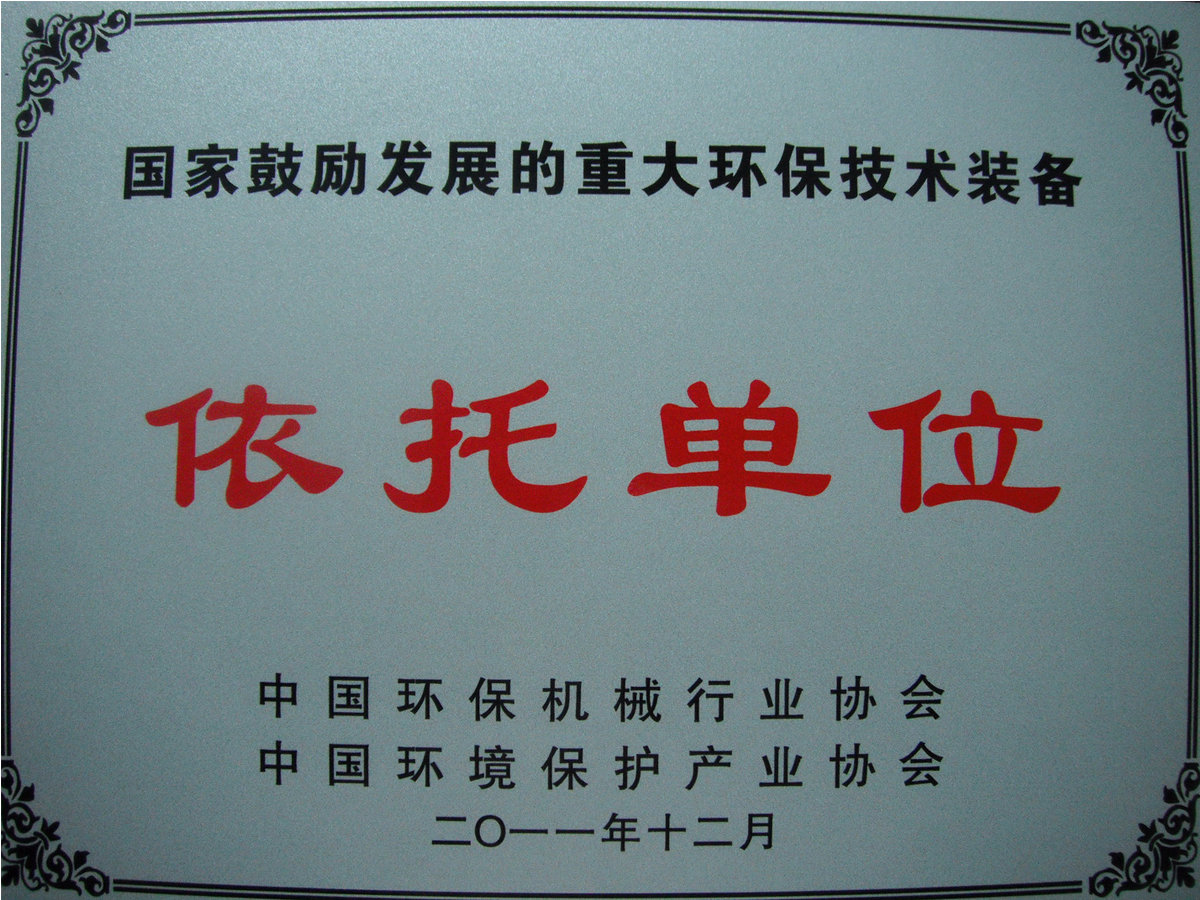 国家鼓励发展的重大环保技术装备
依托单位
中国环保机械行业协会
中国环境保护产业协会
二〇一一年十二月